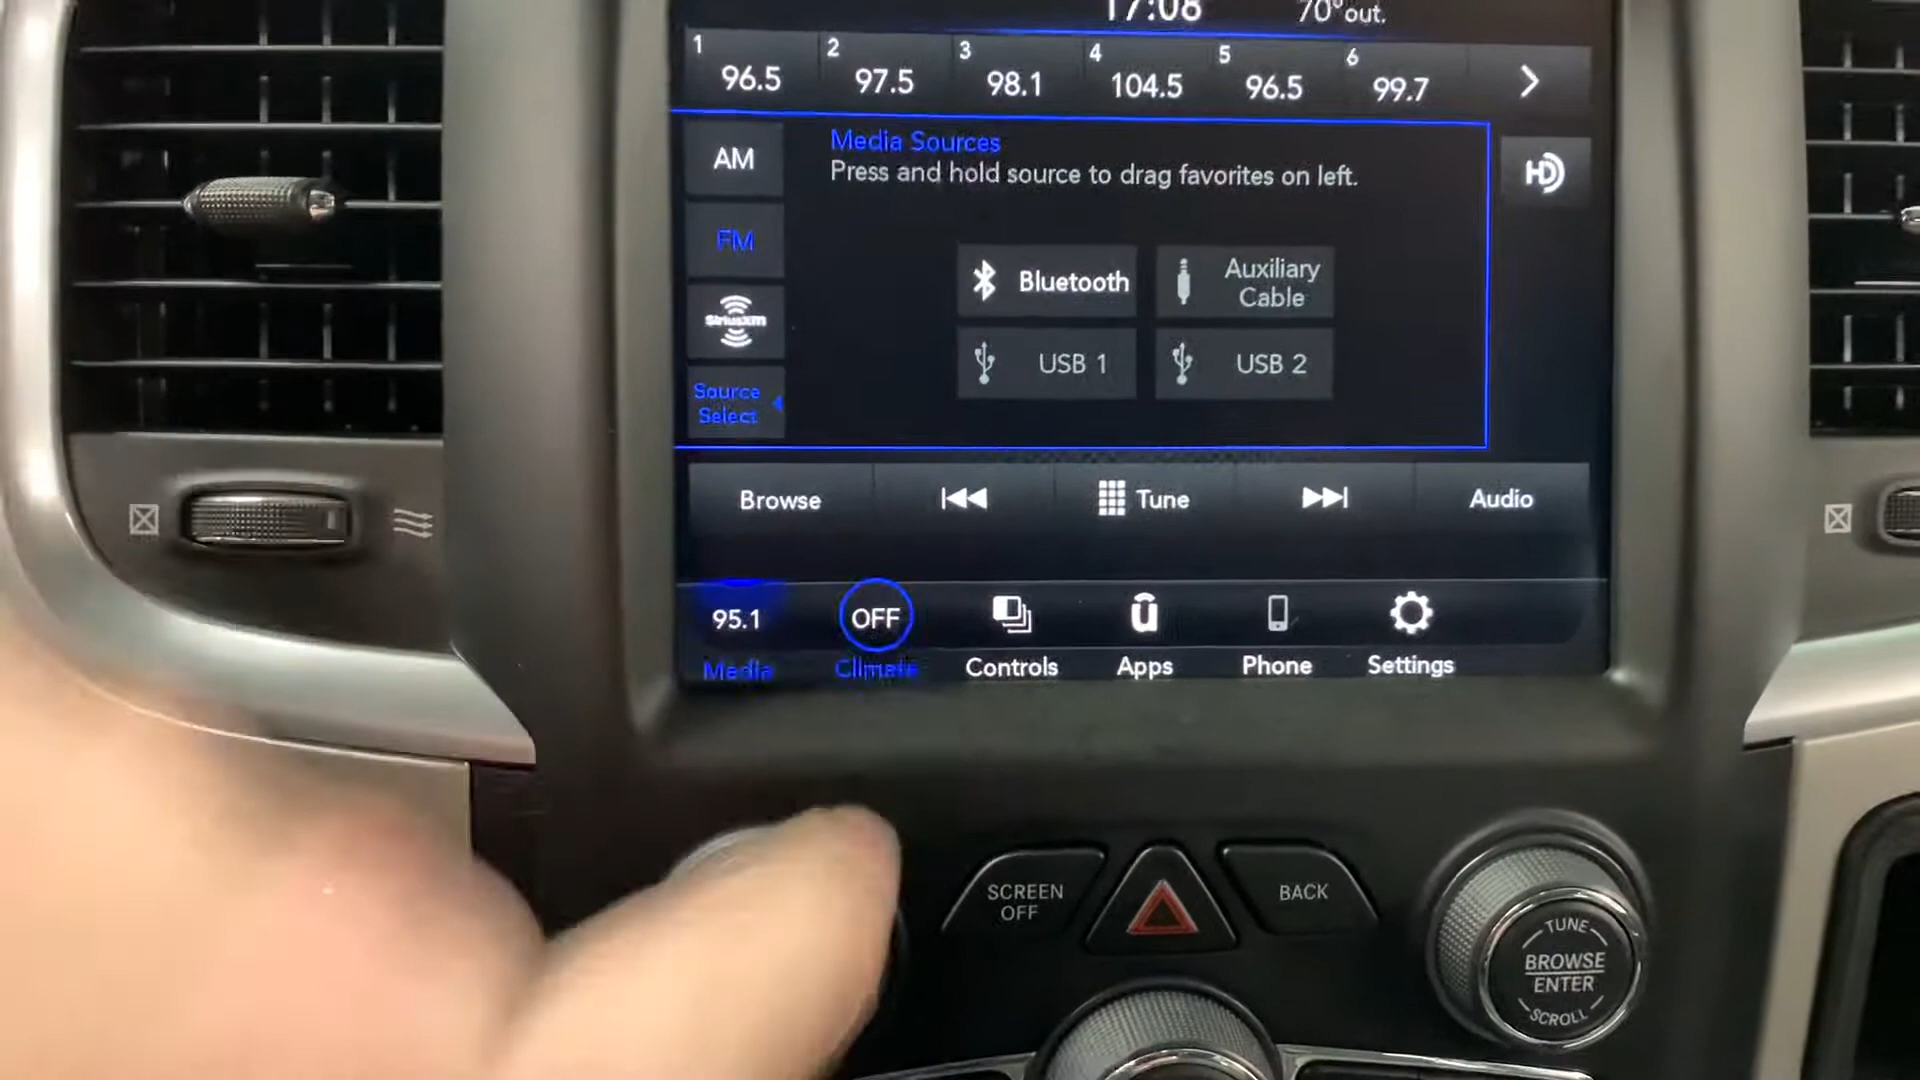 17:08 70°out.
1 2 3 4 5 6
96.5 97.5 98.1 104.5 96.5 99.7
AM
Media Sources
Press and hold source to drag favorites on left.
HD
FM
Bluetooth
Auxiliary
Cable
siriusxm
USB 1
USB 2
Source
Select
Browse
Tune
Audio
95.1
OFF
u
Media
Climate
Controls
Apps
Phone
Settings
SCREEN
OFF
BACK
TUNE
BROWSE
ENTER
SCROLL